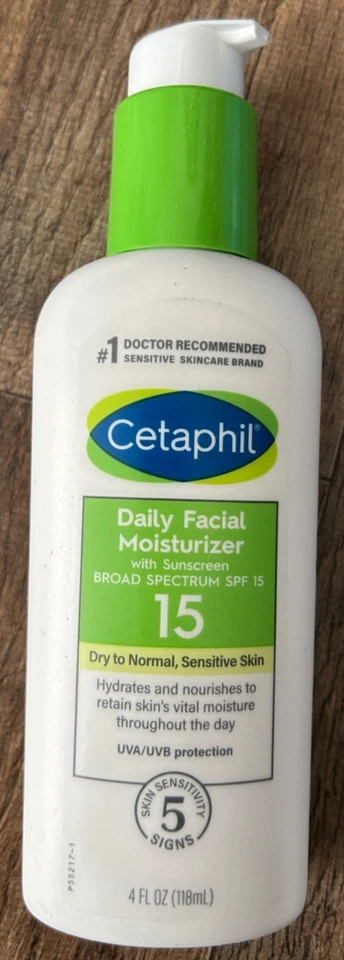 #1 DOCTOR RECOMMENDED
SENSITIVE SKINCARE BRAND
Cetaphil®
Daily Facial
Moisturizer
with Sunscreen
BROAD SPECTRUM SPF 15
15
Dry to Normal, Sensitive Skin
Hydrates and nourishes to
retain skin's vital moisture
throughout the day
UVA/UVB protection
SKIN SENSITIVITY
5
SIGNS
P55217-1
4 FL OZ (118mL)